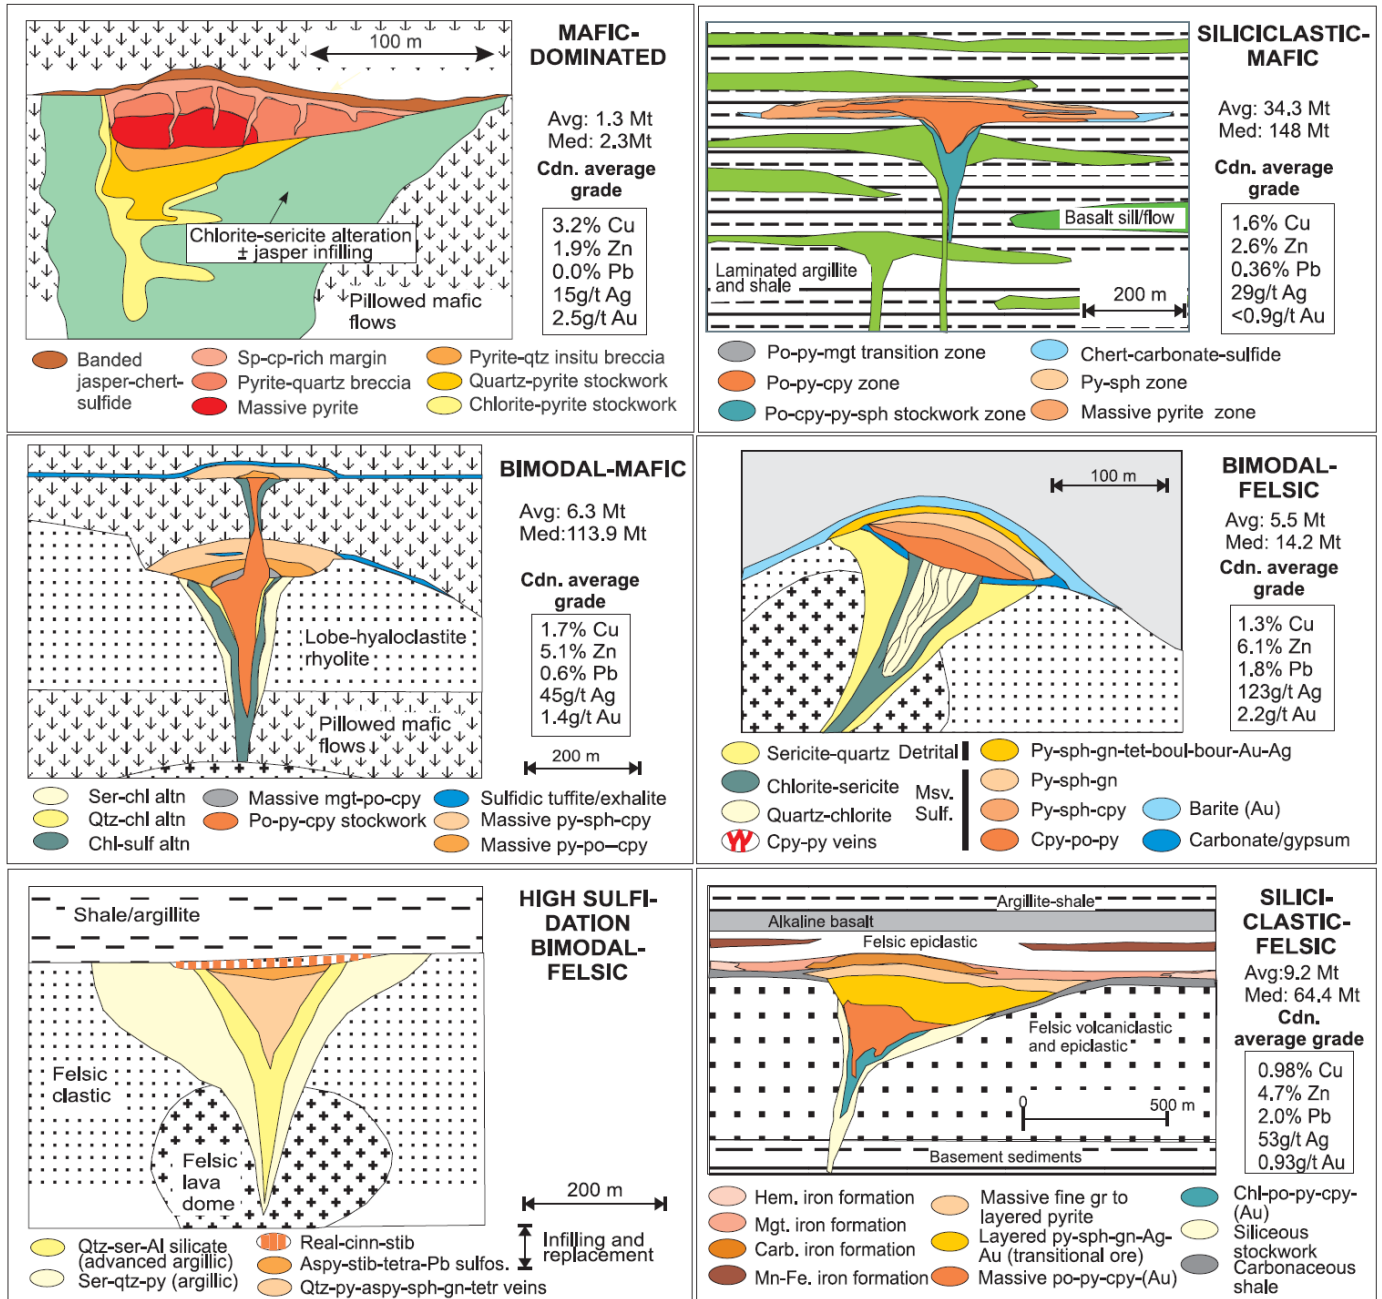 MAFIC-
DOMINATED
100 m
Avg: 1.3 Mt
Med: 2.3Mt
Cdn. average
grade
3.2% Cu
1.9% Zn
0.0% Pb
15g/t Ag
2.5g/t Au
Chlorite-sericite alteration
± jasper infilling
Pillowed mafic
flows
Banded
jasper-chert-
sulfide
Sp-cp-rich margin
Pyrite-quartz breccia
Massive pyrite
Pyrite-qtz insitu breccia
Quartz-pyrite stockwork
Chlorite-pyrite stockwork
SILICICLASTIC-
MAFIC
Avg: 34.3 Mt
Med: 148 Mt
Cdn. average
grade
1.6% Cu
2.6% Zn
0.36% Pb
29g/t Ag
<0.9g/t Au
Basalt sill/flow
Laminated argillite
and shale
200 m
Po-py-mgt transition zone
Po-py-cpy zone
Po-cpy-py-sph stockwork zone
Chert-carbonate-sulfide
Py-sph zone
Massive pyrite zone
BIMODAL-MAFIC
Avg: 6.3 Mt
Med:113.9 Mt
Cdn. average
grade
1.7% Cu
5.1% Zn
0.6% Pb
45g/t Ag
1.4g/t Au
Lobe-hyaloclastite
rhyolite
Pillowed mafic
flows
200 m
Ser-chl altn
Qtz-chl altn
Chl-sulf altn
Massive mgt-po-cpy
Po-py-cpy stockwork
Sulfidic tuffite/exhalite
Massive py-sph-cpy
Massive py-po–cpy
BIMODAL-
FELSIC
100 m
Avg: 5.5 Mt
Med: 14.2 Mt
Cdn. average
grade
1.3% Cu
6.1% Zn
1.8% Pb
123g/t Ag
2.2g/t Au
Sericite-quartz
Chlorite-sericite
Quartz-chlorite
Cpy-py veins
Detrital
Msv.
Sulf.
Py-sph-gn-tet-boul-bour-Au-Ag
Py-sph-gn
Py-sph-cpy
Cpy-po-py
Barite (Au)
Carbonate/gypsum
HIGH SULFI-
DATION
BIMODAL-
FELSIC
Shale/argillite
Felsic
clastic
Felsic
lava
dome
200 m
Infilling and
replacement
Qtz-ser-Al silicate
(advanced argillic)
Ser-qtz-py (argillic)
Real-cinn-stib
Aspy-stib-tetra-Pb sulfos.
Qtz-py-aspy-sph-gn-tetr veins
SILICI-
CLASTIC-
FELSIC
Avg:9.2 Mt
Med: 64.4 Mt
Cdn.
average grade
0.98% Cu
4.7% Zn
2.0% Pb
53g/t Ag
0.93g/t Au
Argillite-shale
Alkaline basalt
Felsic epiclastic
Felsic volcaniclastic
and epiclastic
0 500 m
Basement sediments
Hem. iron formation
Mgt. iron formation
Carb. iron formation
Mn-Fe. iron formation
Massive fine gr to
layered pyrite
Layered py-sph-gn-Ag-
Au (transitional ore)
Massive po-py-cpy-(Au)
Chl-po-py-cpy-
(Au)
Siliceous
stockwork
Carbonaceous
shale